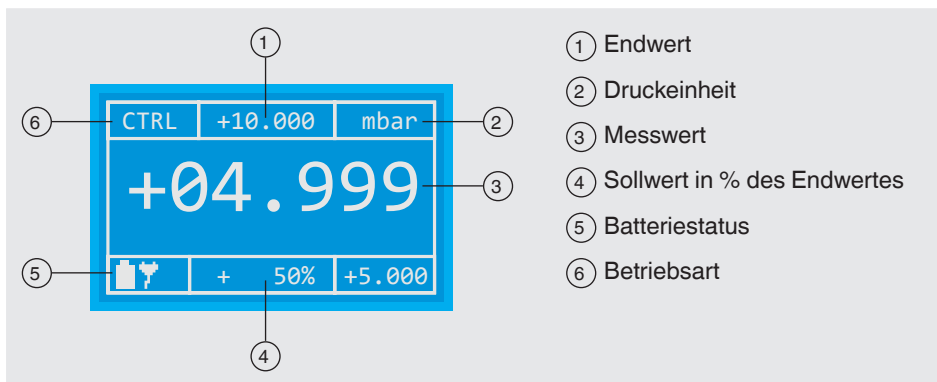 1
6
CTRL +10.000 mbar
2
+04.999
3
5
+ 50% +5.000
4
1 Endwert
2 Druckeinheit
3 Messwert
4 Sollwert in % des Endwertes
5 Batteriestatus
6 Betriebsart